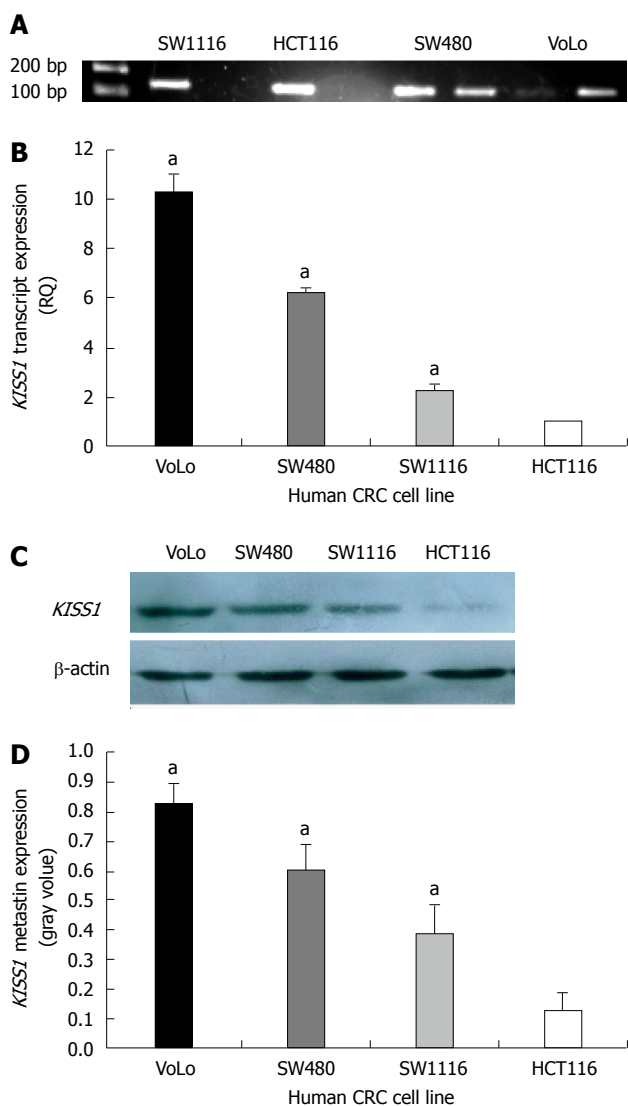 A
SW1116 HCT116 SW480 VoLo
200 bp
100 bp
B
KISS1 transcript expression
(RQ)
12
10
8
6
4
2
0
a
a
a
VoLo SW480 SW1116 HCT116
Human CRC cell line
C
VoLo SW480 SW1116 HCT116
KISS1
β-actin
D
KISS1 metastin expression
(gray volue)
1.0
0.9
0.8
0.7
0.6
0.5
0.4
0.3
0.2
0.1
0.0
a
a
a
VoLo SW480 SW1116 HCT116
Human CRC cell line